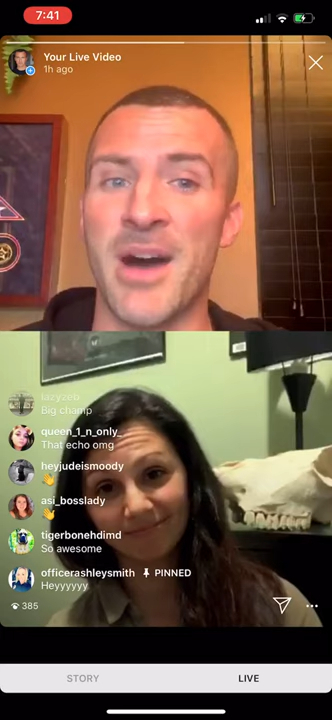 7:41
Your Live Video
1h ago
lazyzeb
Big champ
queen_1_n_only_
That echo omg
heyjudeismoody
👋
asi_bosslady
👋
tigerbonehdimd
So awesome
officerashleysmith PINNED
Heyyyyyy
385
STORY
LIVE